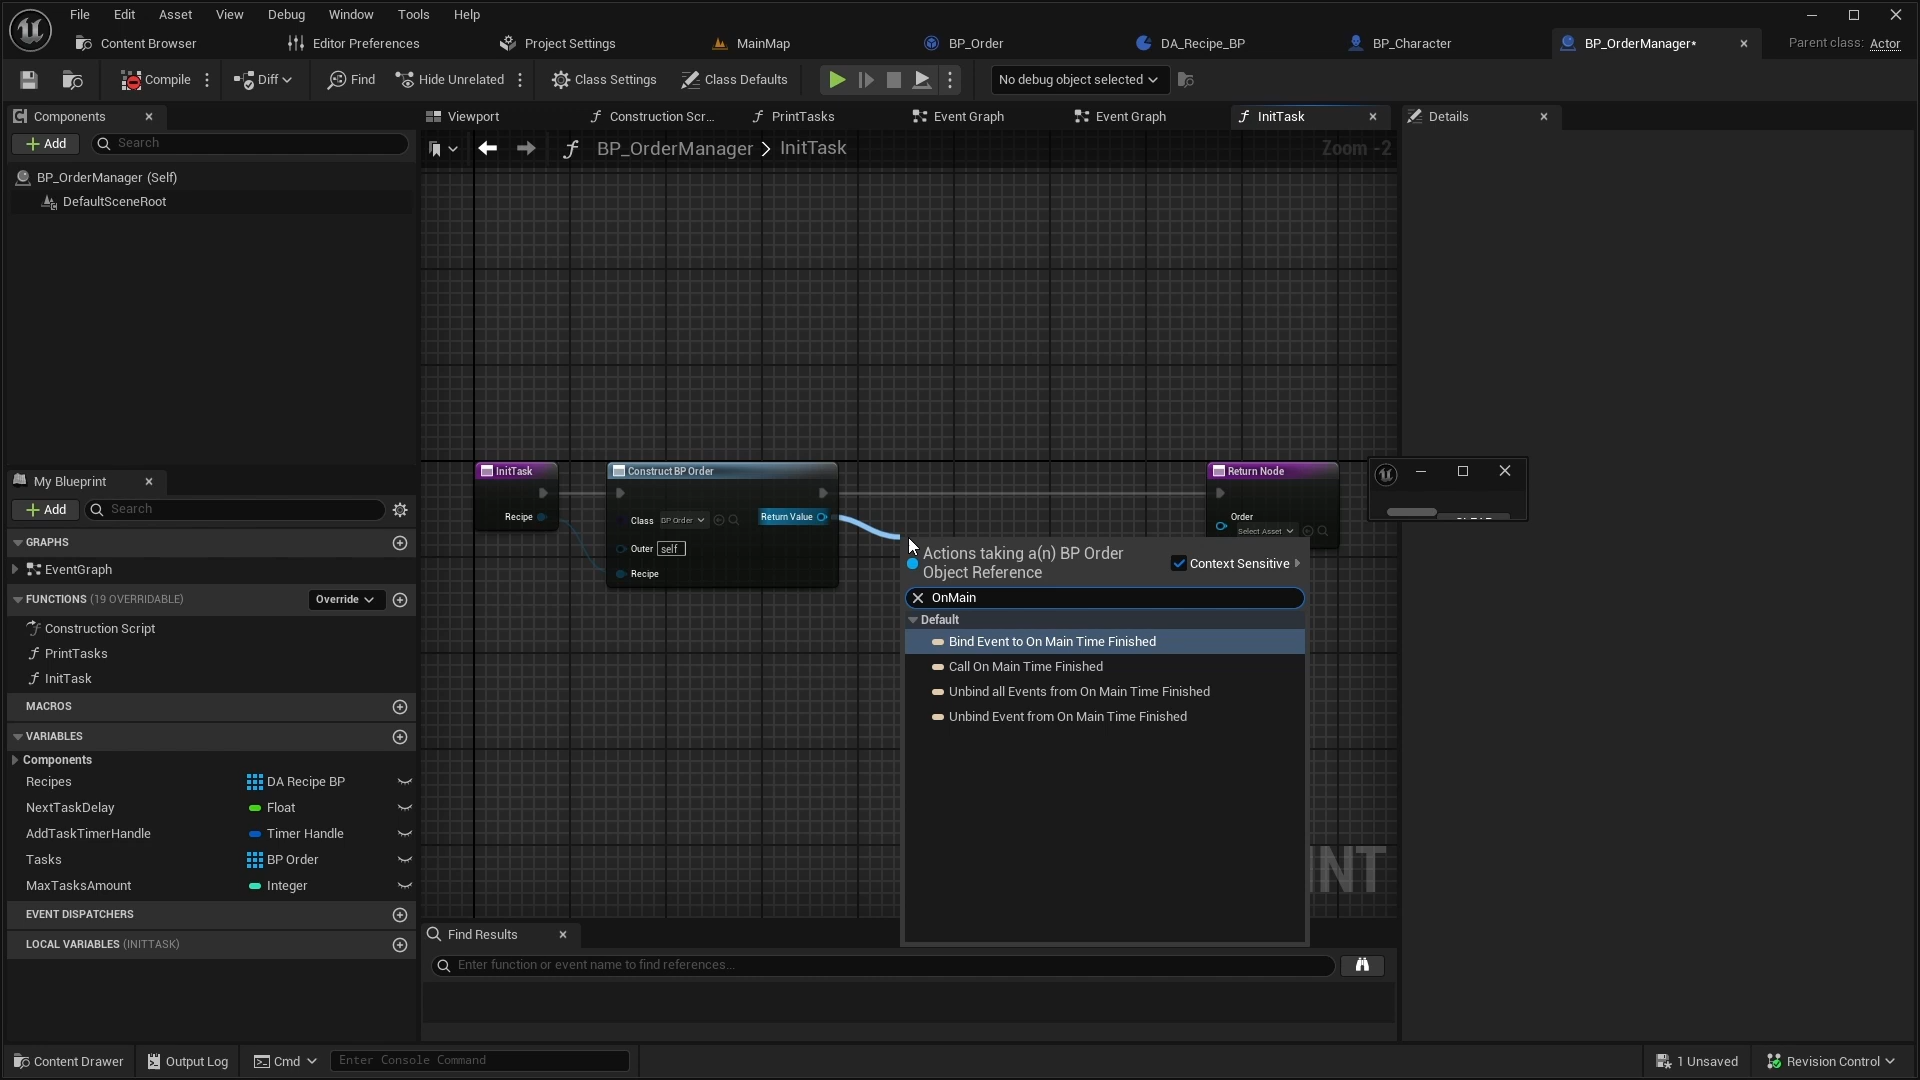 File Edit Asset View Debug Window Tools Help
Content Browser Editor Preferences Project Settings MainMap BP_Order DA_Recipe_BP BP_Character BP_OrderManager* Parent class: Actor
Compile Diff Find Hide Unrelated Class Settings Class Defaults No debug object selected
Components Viewport Construction Scr... PrintTasks Event Graph Event Graph InitTask Details
Add Search
BP_OrderManager > InitTask Zoom -2
BP_OrderManager (Self)
DefaultSceneRoot
InitTask Construct BP Order Return Node
Recipe Class BP Order Return Value Order
Select Asset
Outer self
Recipe
CLEAR
Actions taking a(n) BP Order
Object Reference
Context Sensitive
OnMain
Default
Bind Event to On Main Time Finished
Call On Main Time Finished
Unbind all Events from On Main Time Finished
Unbind Event from On Main Time Finished
My Blueprint
Add Search
GRAPHS
EventGraph
FUNCTIONS (19 OVERRIDABLE) Override
Construction Script
PrintTasks
InitTask
MACROS
VARIABLES
Components
Recipes DA Recipe BP
NextTaskDelay Float
AddTaskTimerHandle Timer Handle
Tasks BP Order
MaxTasksAmount Integer
EVENT DISPATCHERS
LOCAL VARIABLES (INITTASK)
INT
Find Results
Enter function or event name to find references...
Content Drawer Output Log Cmd Enter Console Command 1 Unsaved Revision Control